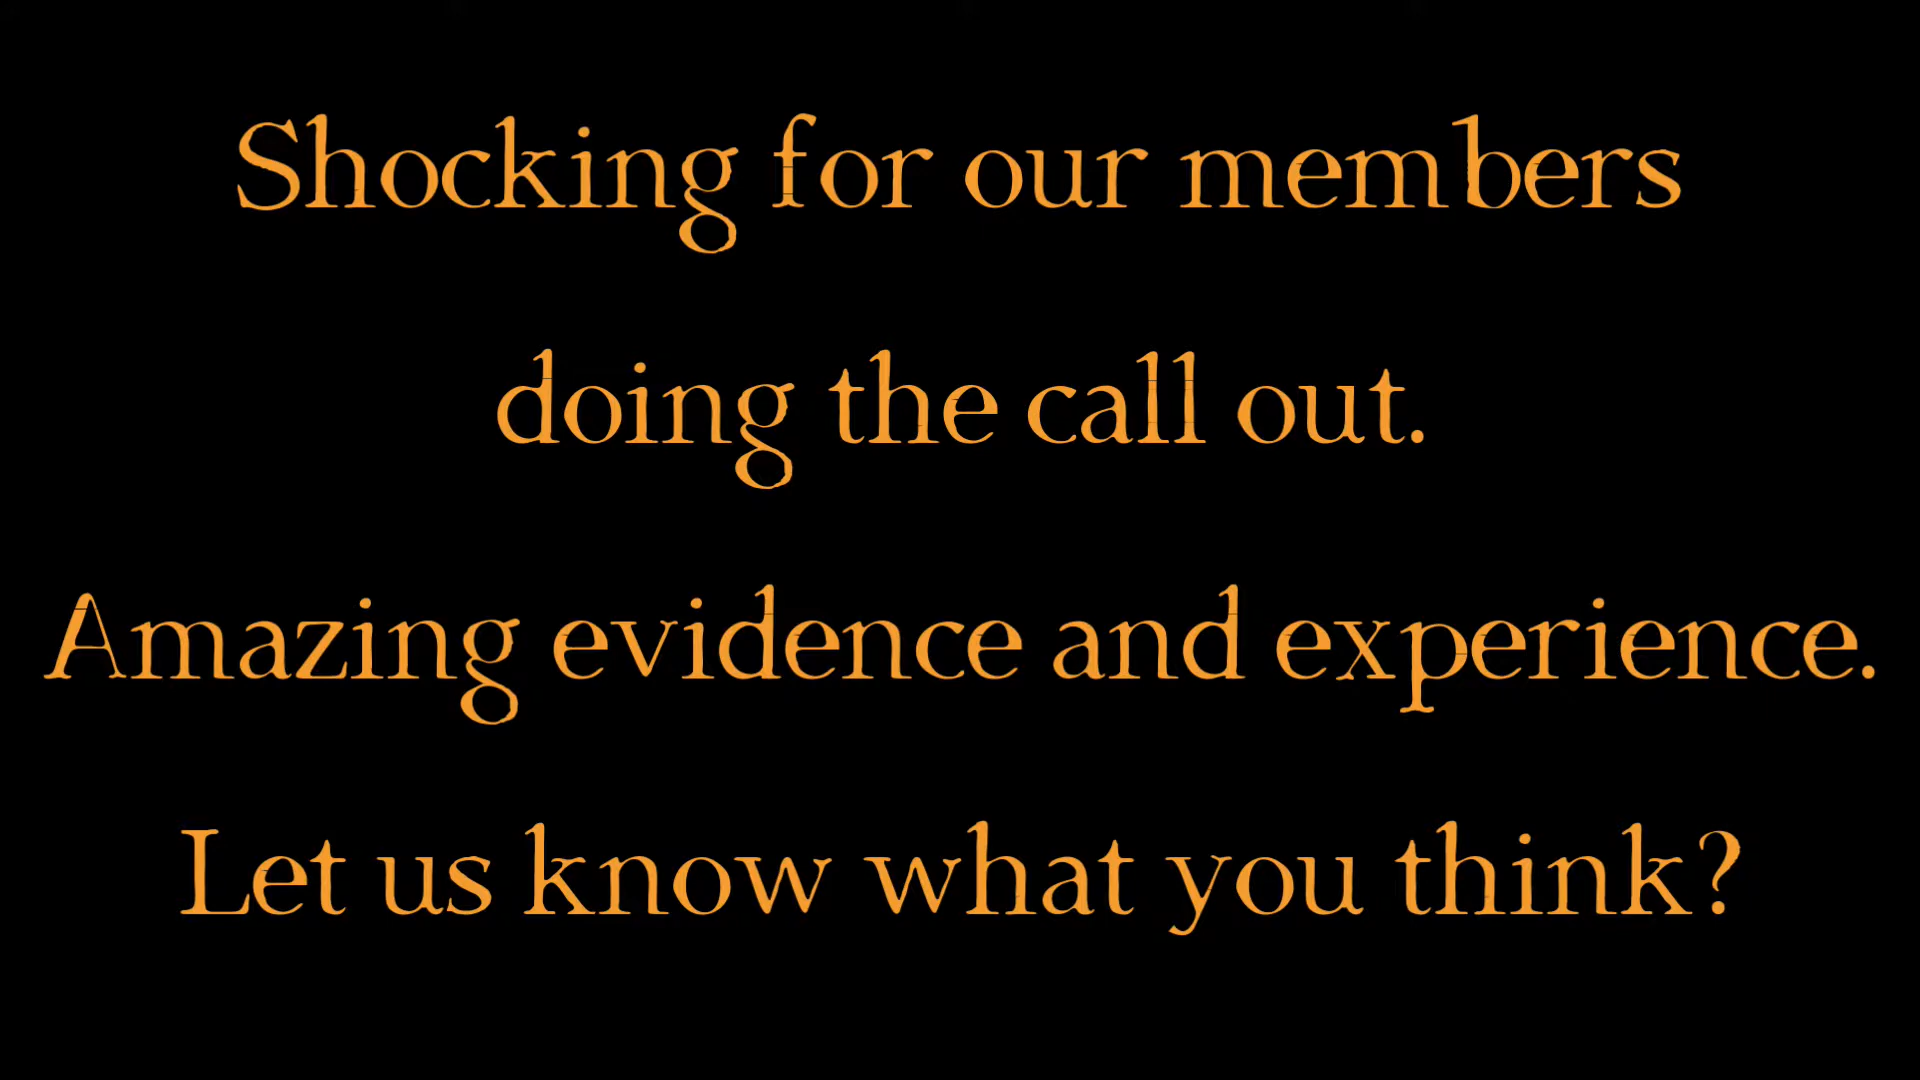 Shocking for our members
doing the call out.
Amazing evidence and experience.
Let us know what you think?